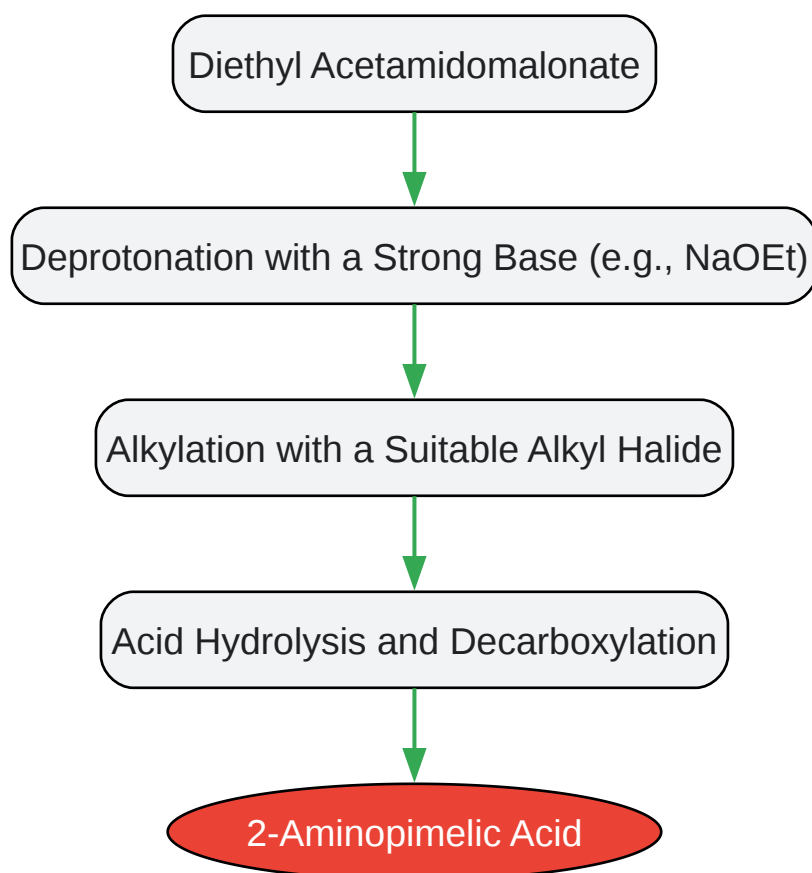 Diethyl Acetamidomalonate
Deprotonation with a Strong Base (e.g., NaOEt)
Alkylation with a Suitable Alkyl Halide
Acid Hydrolysis and Decarboxylation
2-Aminopimelic Acid